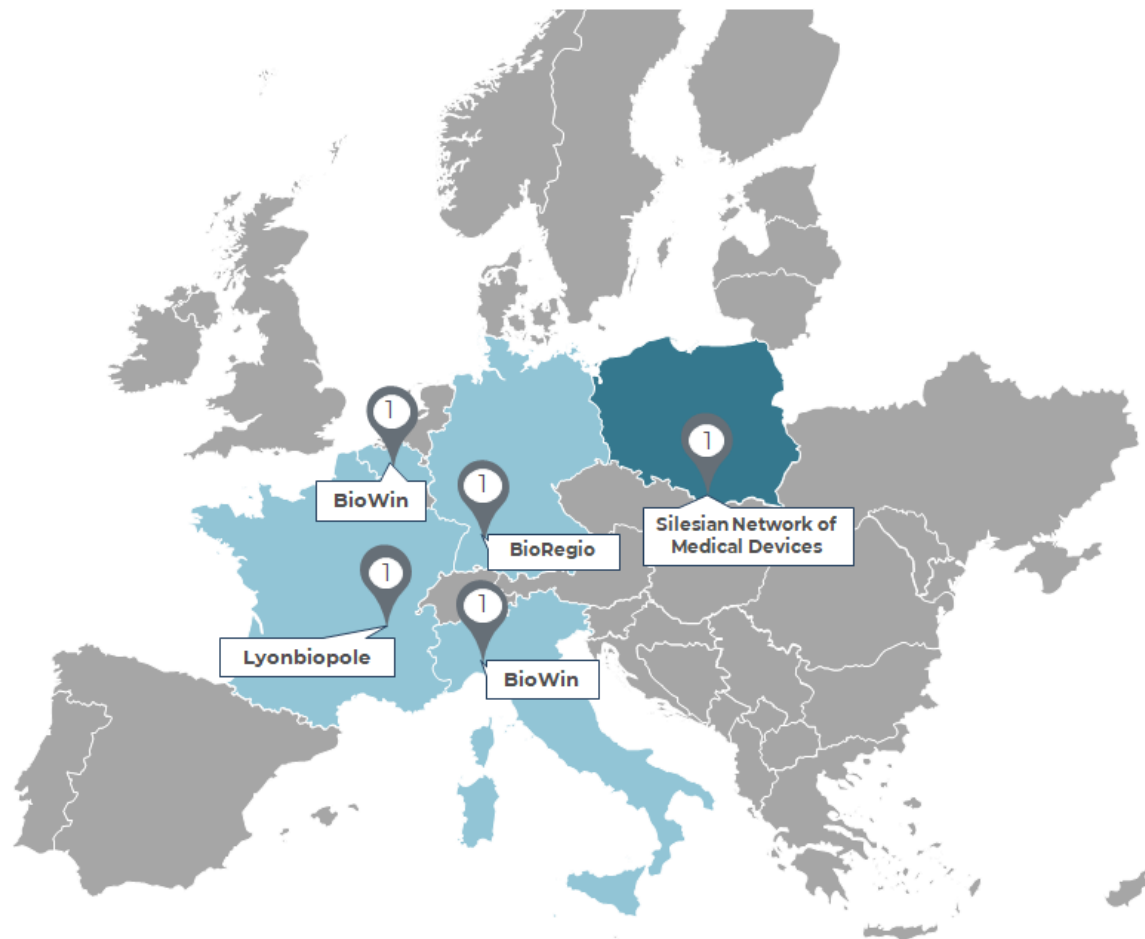 1
BioWin
1
Silesian Network of
Medical Devices
1
BioRegio
1
Lyonbiopole
1
BioWin